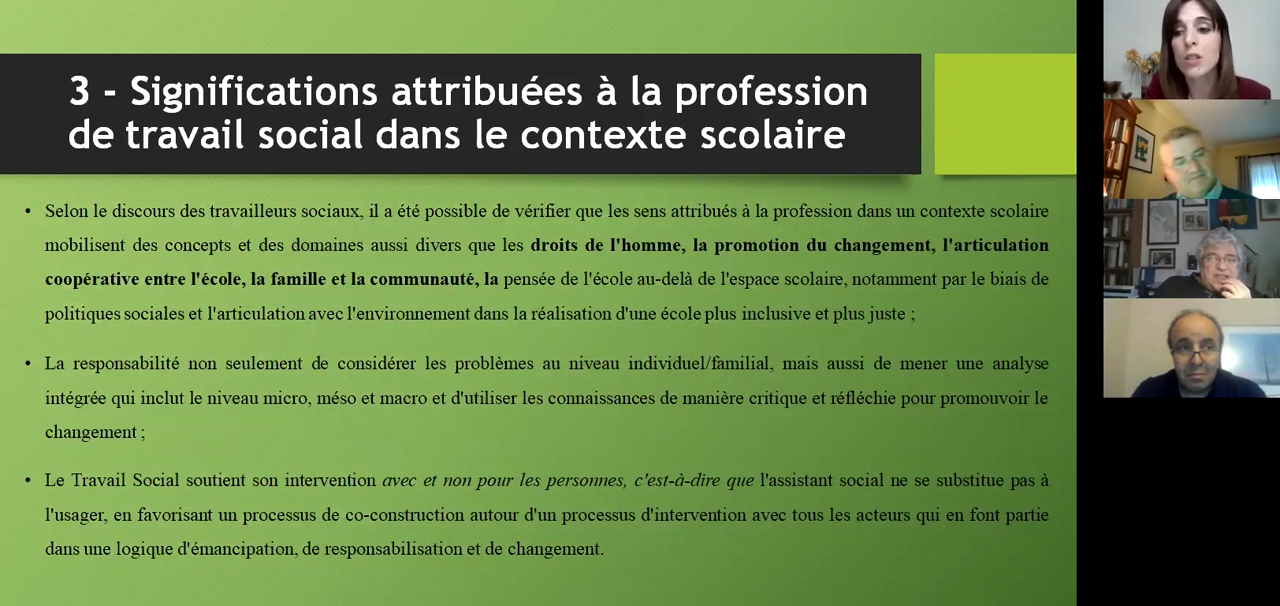 3 - Significations attribuées à la profession
de travail social dans le contexte scolaire
• Selon le discours des travailleurs sociaux, il a été possible de vérifier que les sens attribués à la profession dans un contexte scolaire
mobilisent des concepts et des domaines aussi divers que les droits de l'homme, la promotion du changement, l'articulation
coopérative entre l'école, la famille et la communauté, la pensée de l'école au-delà de l'espace scolaire, notamment par le biais de
politiques sociales et l'articulation avec l'environnement dans la réalisation d'une école plus inclusive et plus juste ;
• La responsabilité non seulement de considérer les problèmes au niveau individuel/familial, mais aussi de mener une analyse
intégrée qui inclut le niveau micro, méso et macro et d'utiliser les connaissances de manière critique et réfléchie pour promouvoir le
changement ;
• Le Travail Social soutient son intervention avec et non pour les personnes, c'est-à-dire que l'assistant social ne se substitue pas à
l'usager, en favorisant un processus de co-construction autour d'un processus d'intervention avec tous les acteurs qui en font partie
dans une logique d'émancipation, de responsabilisation et de changement.